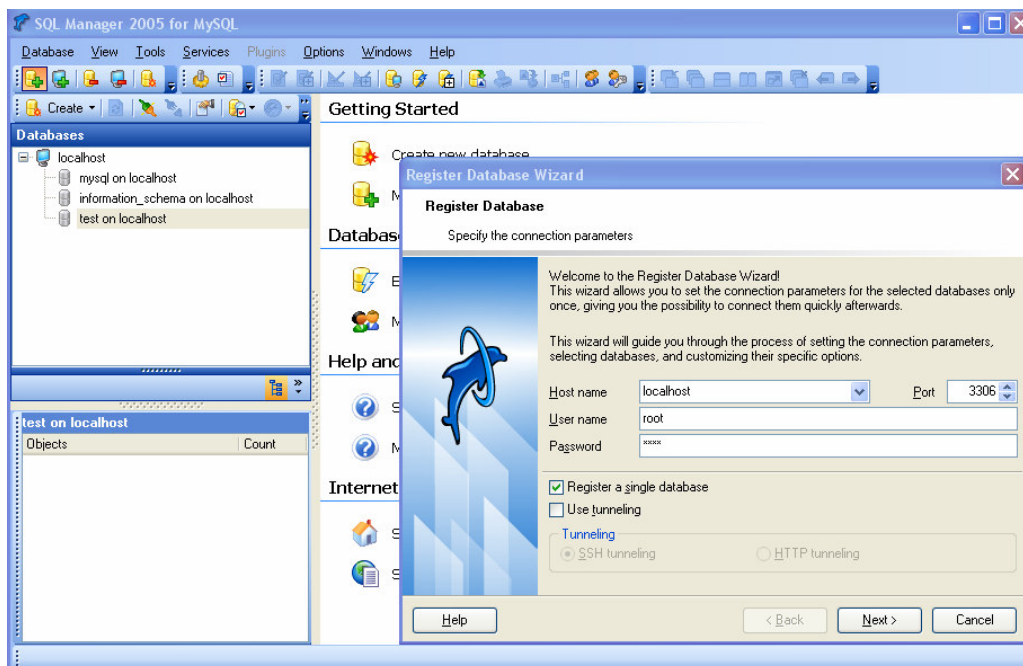 SQL Manager 2005 for MySQL
Database View Tools Services Plugins Options Windows Help
Create
Databases
localhost
mysql on localhost
information_schema on localhost
test on localhost
test on localhost
Objects Count
Getting Started
Create new database
M
Databas
E
M
Help and
S
M
Internet
S
S
Register Database Wizard
Register Database
Specify the connection parameters
Welcome to the Register Database Wizard!
This wizard allows you to set the connection parameters for the selected databases only
once, giving you the possibility to connect them quickly afterwards.
This wizard will guide you through the process of setting the connection parameters,
selecting databases, and customizing their specific options.
Host name localhost Port 3306
User name root
Password ××××
Register a single database
Use tunneling
Tunneling
SSH tunneling HTTP tunneling
Help < Back Next > Cancel